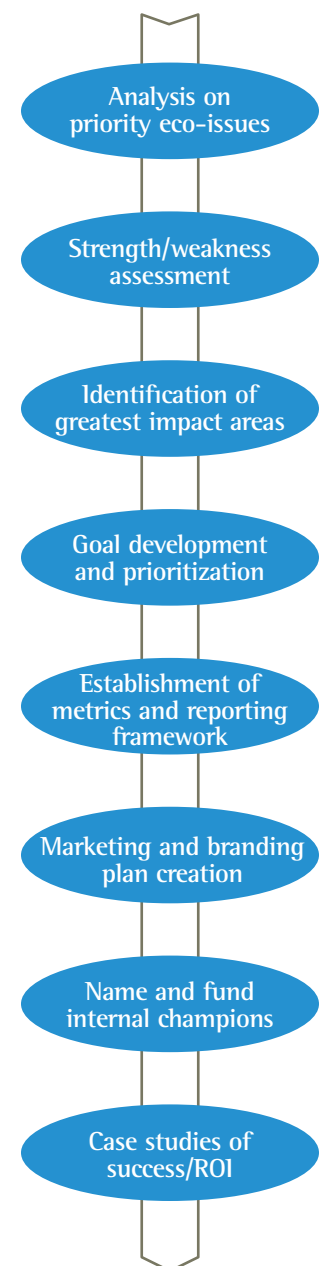 Analysis on
priority eco-issues
Strength/weakness
assessment
Identification of
greatest impact areas
Goal development
and prioritization
Establishment of
metrics and reporting
framework
Marketing and branding
plan creation
Name and fund
internal champions
Case studies of
success/ROI